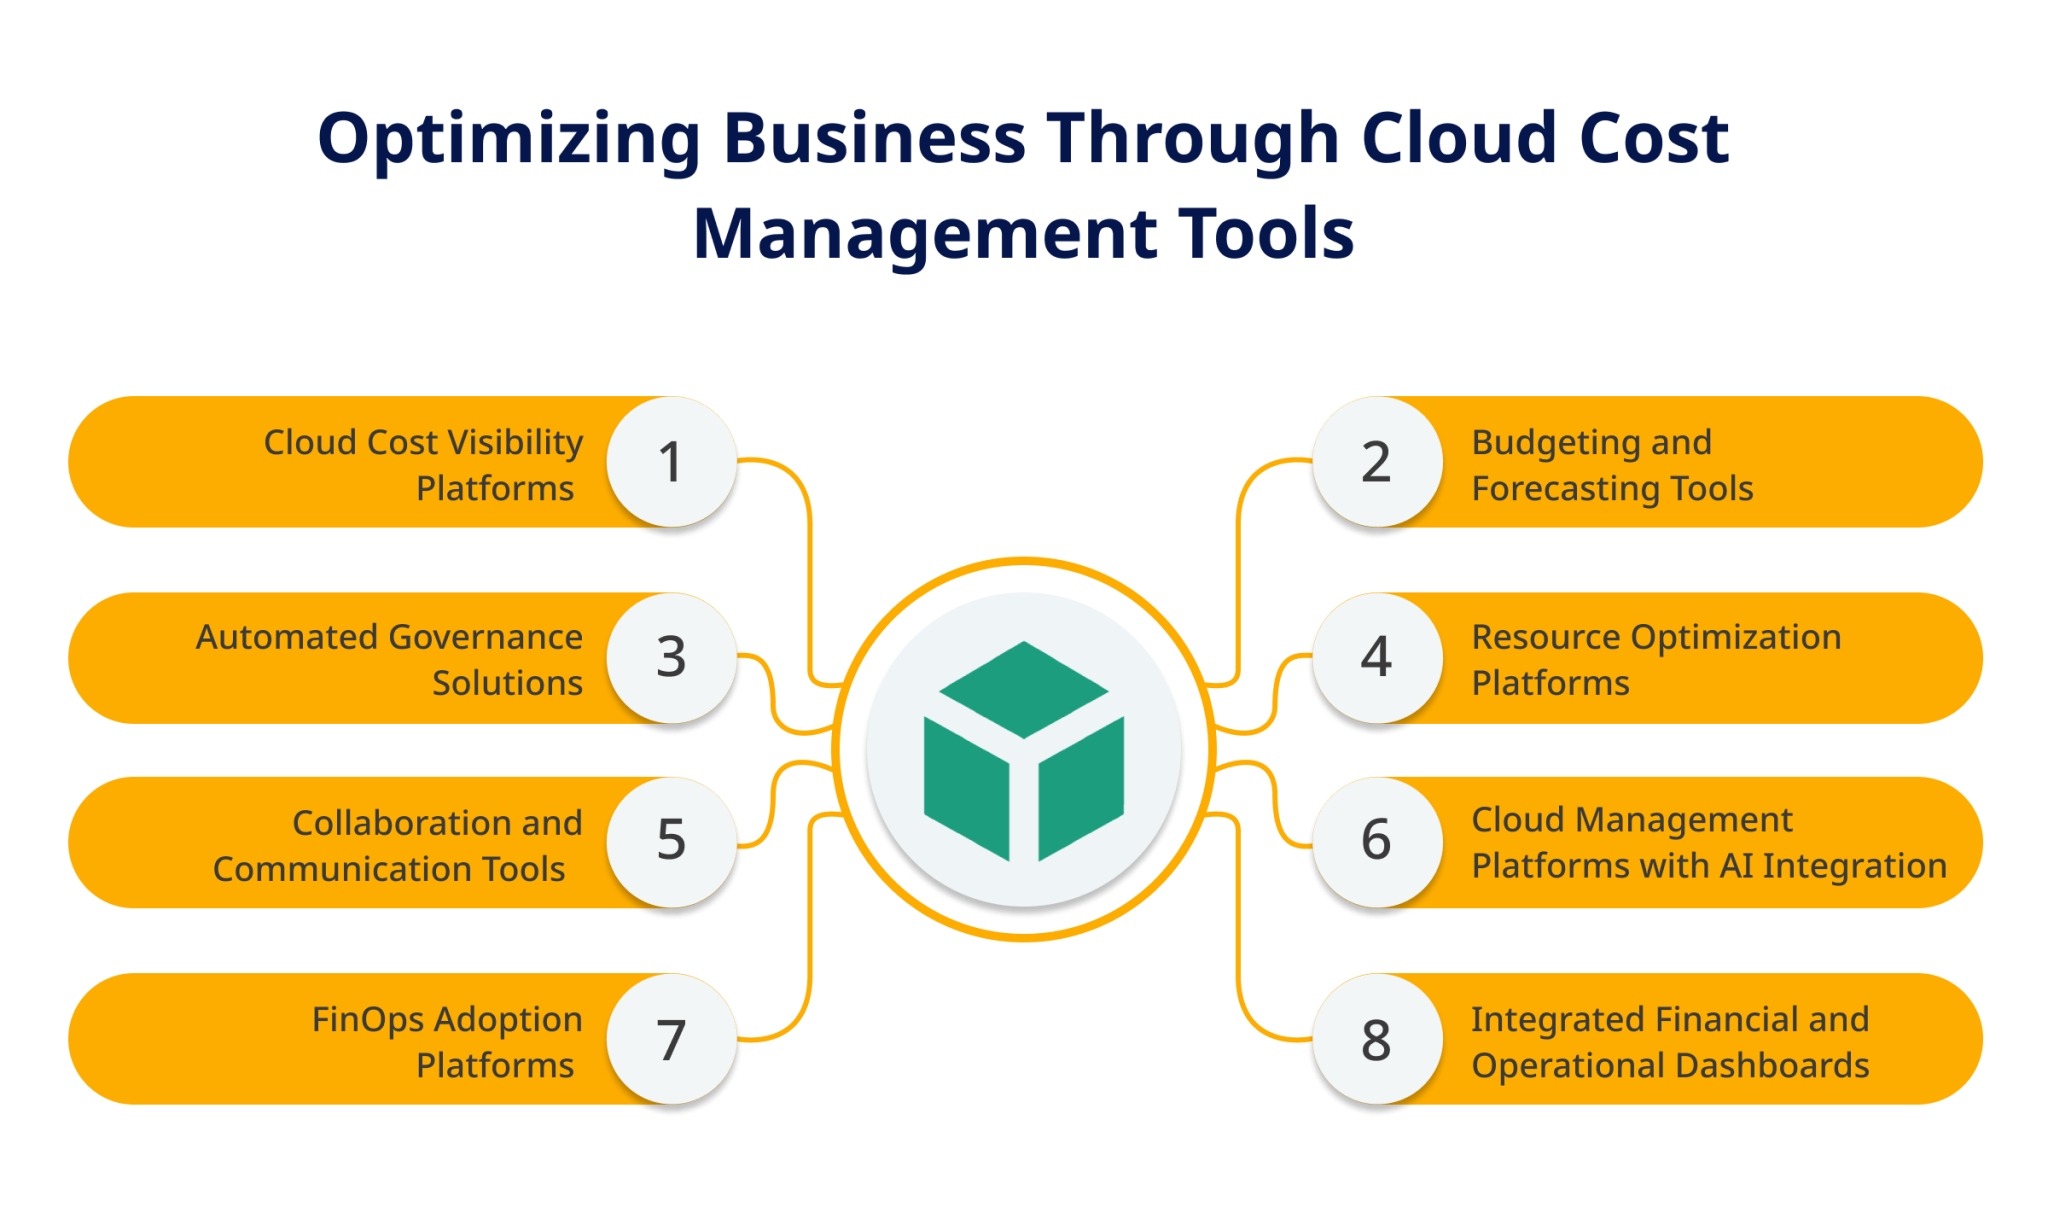 Optimizing Business Through Cloud Cost
Management Tools
Cloud Cost Visibility
Platforms
1
2
Budgeting and
Forecasting Tools
Automated Governance
Solutions
3
4
Resource Optimization
Platforms
Collaboration and
Communication Tools
5
6
Cloud Management
Platforms with AI Integration
FinOps Adoption
Platforms
7
8
Integrated Financial and
Operational Dashboards